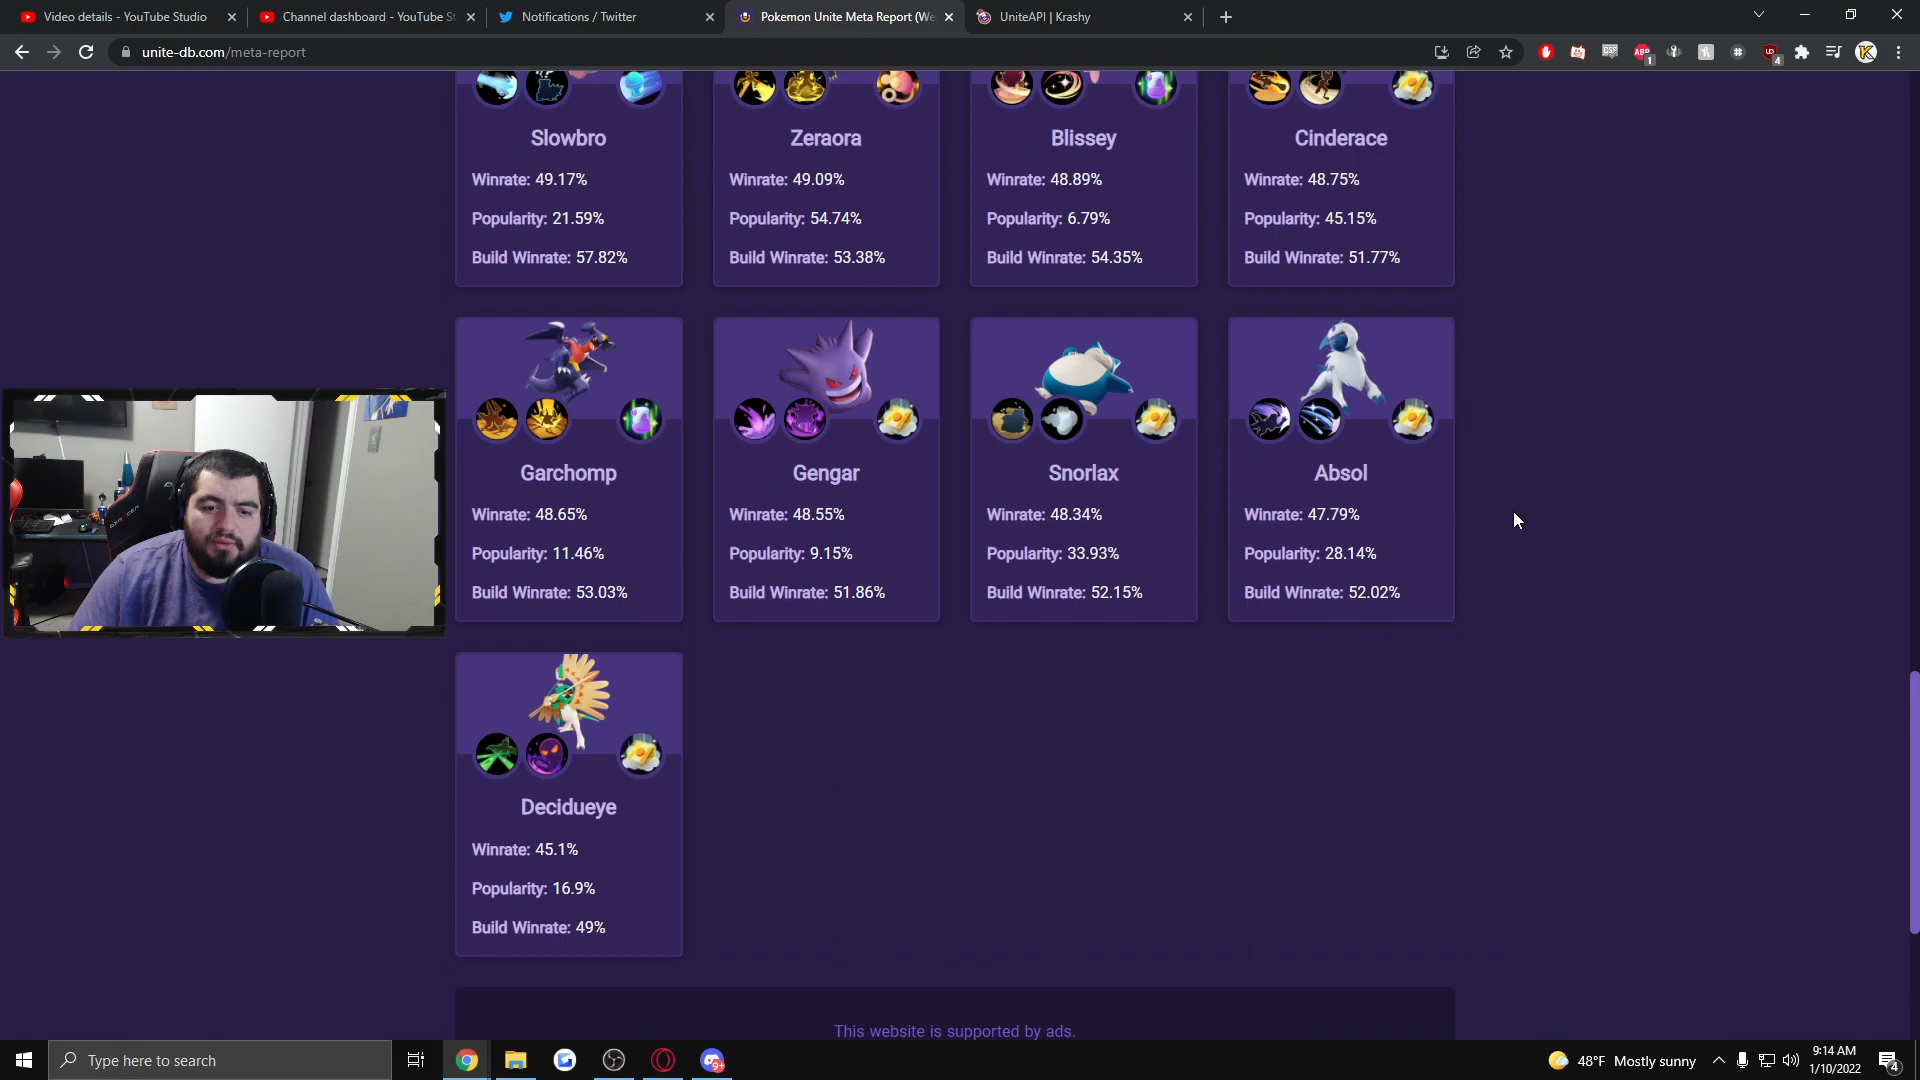 Video details - YouTube Studio
Channel dashboard - YouTube St
Notifications / Twitter
Pokemon Unite Meta Report (We
UniteAPI | Krashy
unite-db.com/meta-report
Slowbro
Winrate: 49.17%
Popularity: 21.59%
Build Winrate: 57.82%
Zeraora
Winrate: 49.09%
Popularity: 54.74%
Build Winrate: 53.38%
Blissey
Winrate: 48.89%
Popularity: 6.79%
Build Winrate: 54.35%
Cinderace
Winrate: 48.75%
Popularity: 45.15%
Build Winrate: 51.77%
Garchomp
Winrate: 48.65%
Popularity: 11.46%
Build Winrate: 53.03%
Gengar
Winrate: 48.55%
Popularity: 9.15%
Build Winrate: 51.86%
Snorlax
Winrate: 48.34%
Popularity: 33.93%
Build Winrate: 52.15%
Absol
Winrate: 47.79%
Popularity: 28.14%
Build Winrate: 52.02%
Decidueye
Winrate: 45.1%
Popularity: 16.9%
Build Winrate: 49%
This website is supported by ads.
Type here to search
9+
48°F Mostly sunny
9:14 AM
1/10/2022
4